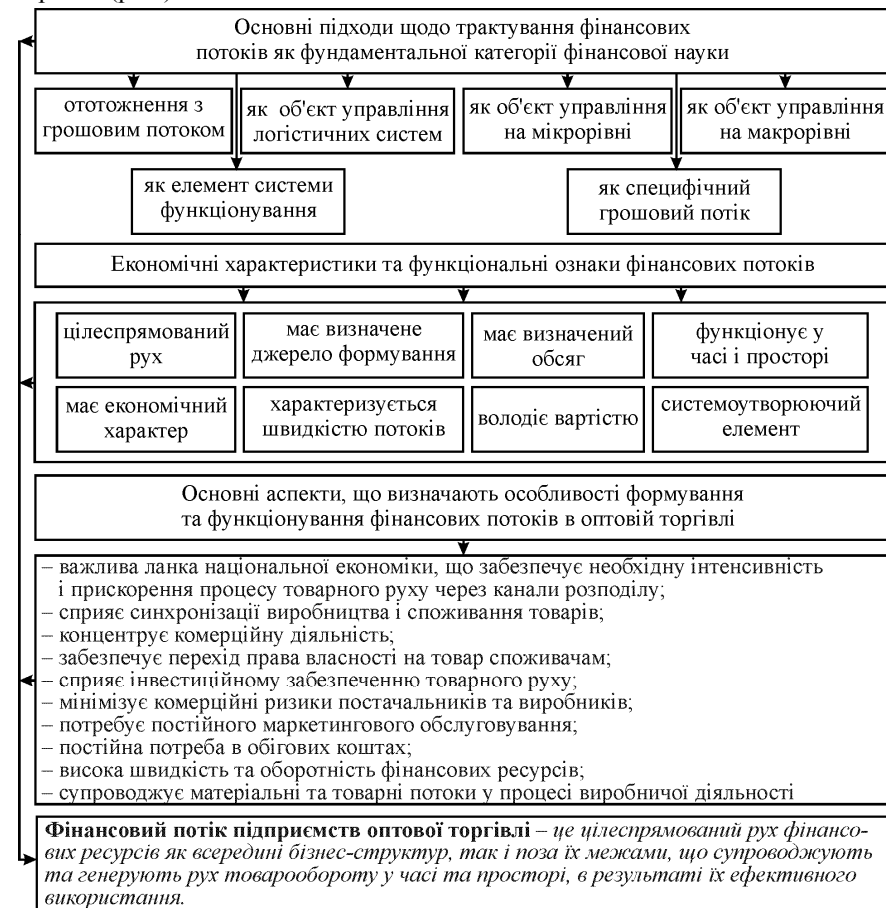 Основні підходи щодо трактування фінансових
потоків як фундаментальної категорії фінансової науки
ототожнення з
грошовим потоком
як об'єкт управління
логістичних систем
як об'єкт управління
на мікрорівні
як об'єкт управління
на макрорівні
як елемент системи
функціонування
як специфічний
грошовий потік
Економічні характеристики та функціональні ознаки фінансових потоків
цілеспрямований
рух
має визначене
джерело формування
має визначений
обсяг
функціонує у
часі і просторі
має економічний
характер
характеризується
швидкістю потоків
володіє вартістю
системоутворюючий
елемент
Основні аспекти, що визначають особливості формування
та функціонування фінансових потоків в оптовій торгівлі
– важлива ланка національної економіки, що забезпечує необхідну інтенсивність
і прискорення процесу товарного руху через канали розподілу;
– сприяє синхронізації виробництва і споживання товарів;
– концентрує комерційну діяльність;
– забезпечує перехід права власності на товар споживачам;
– сприяє інвестиційному забезпеченню товарного руху;
– мінімізує комерційні ризики постачальників та виробників;
– потребує постійного маркетингового обслуговування;
– постійна потреба в обігових коштах;
– висока швидкість та оборотність фінансових ресурсів;
– супроводжує матеріальні та товарні потоки у процесі виробничої діяльності
Фінансовий потік підприємств оптової торгівлі – це цілеспрямований рух фінансо-
вих ресурсів як всередині бізнес-структур, так і поза їх межами, що супроводжують
та генерують рух товарообороту у часі та просторі, в результаті їх ефективного
використання.